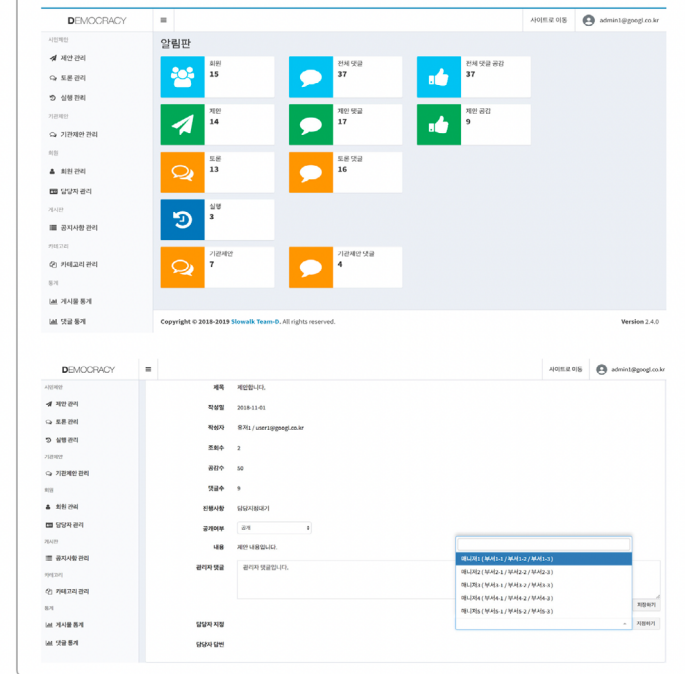 DEMOCRACY
사이트로 이동 admin1@googl.co.kr
시민제안
제안 관리
토론 관리
실행 관리
기관제안
기관제안 관리
회원
회원 관리
담당자 관리
게시판
공지사항 관리
카테고리
카테고리 관리
통계
게시물 통계
댓글 통계
알림판
회원
15
전체 댓글
37
전체 댓글 공감
37
제안
14
제안 댓글
17
제안 공감
9
토론
13
토론 댓글
16
실행
3
기관제안
7
기관제안 댓글
4
Copyright © 2018-2019 Slowalk Team-D. All rights reserved.
Version 2.4.0
DEMOCRACY
사이트로 이동 admin1@googl.co.kr
시민제안
제안 관리
토론 관리
실행 관리
기관제안
기관제안 관리
회원
회원 관리
담당자 관리
게시판
공지사항 관리
카테고리
카테고리 관리
통계
게시물 통계
댓글 통계
제목 제안합니다.
작성일 2018-11-01
작성자 유저1 / user1@googl.co.kr
조회수 2
공감수 50
댓글수 9
진행사항 담당지정대기
공개여부 공개
내용 제안 내용입니다.
관리자 댓글 관리자 댓글입니다.
매니저1 ( 부서1-1 / 부서1-2 / 부서1-3 )
매니저2 ( 부서2-1 / 부서2-2 / 부서2-3 )
매니저3 ( 부서3-1 / 부서3-2 / 부서3-3 )
매니저4 ( 부서4-1 / 부서4-2 / 부서4-3 )
매니저5 ( 부서5-1 / 부서5-2 / 부서5-3 )
저장하기
담당자 지정
지정하기
담당자 답변